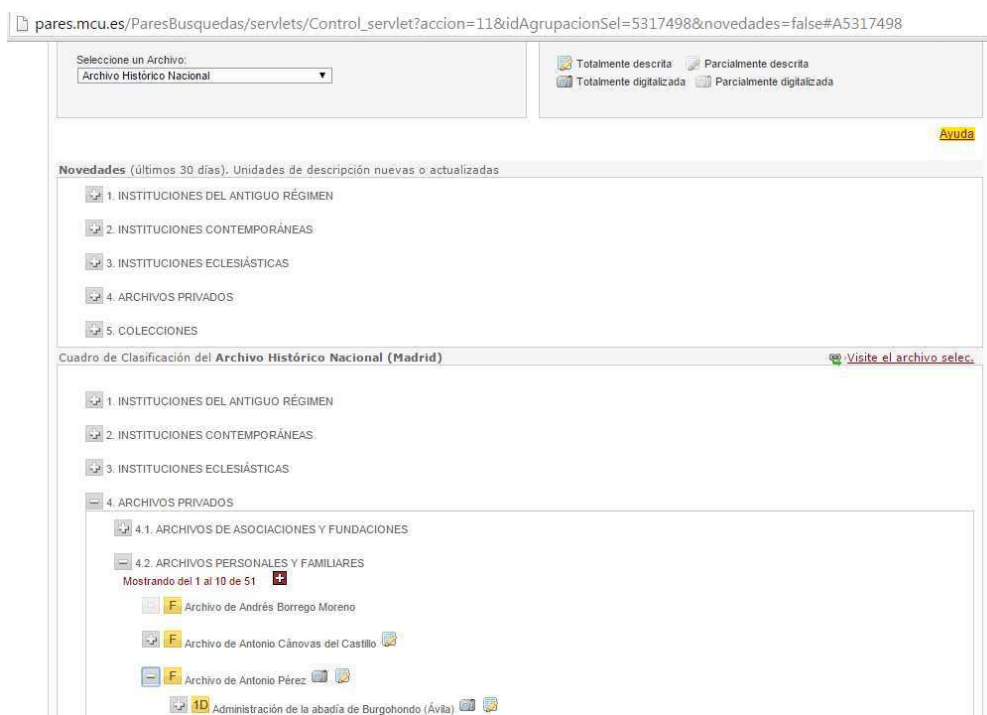 pares.mcu.es/ParesBusquedas/servlets/Control_servlet?accion=11&idAgrupacionSel=5317498&novedades=false#A5317498
Seleccione un Archivo:
Archivo Histórico Nacional
Totalmente descrita Parcialmente descrita
Totalmente digitalizada Parcialmente digitalizada
Ayuda
Novedades (últimos 30 días). Unidades de descripción nuevas o actualizadas
1. INSTITUCIONES DEL ANTIGUO RÉGIMEN
2. INSTITUCIONES CONTEMPORÁNEAS
3. INSTITUCIONES ECLESIÁSTICAS
4. ARCHIVOS PRIVADOS
5. COLECCIONES
Cuadro de Clasificación del Archivo Histórico Nacional (Madrid) Visite el archivo selec.
1. INSTITUCIONES DEL ANTIGUO RÉGIMEN
2. INSTITUCIONES CONTEMPORÁNEAS
3. INSTITUCIONES ECLESIÁSTICAS
4. ARCHIVOS PRIVADOS
4.1. ARCHIVOS DE ASOCIACIONES Y FUNDACIONES
4.2. ARCHIVOS PERSONALES Y FAMILIARES
Mostrando del 1 al 10 de 51
F Archivo de Andrés Borrego Moreno
F Archivo de Antonio Cánovas del Castillo
F Archivo de Antonio Pérez
1D Administración de la abadía de Burgohondo (Ávila)